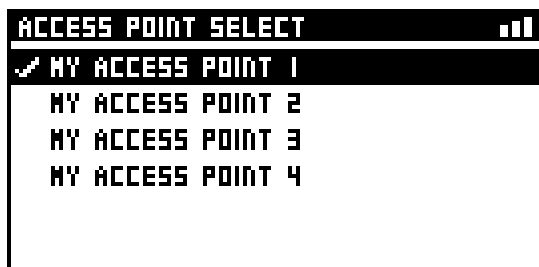 ACCESS POINT SELECT
MY ACCESS POINT 1
MY ACCESS POINT 2
MY ACCESS POINT 3
MY ACCESS POINT 4